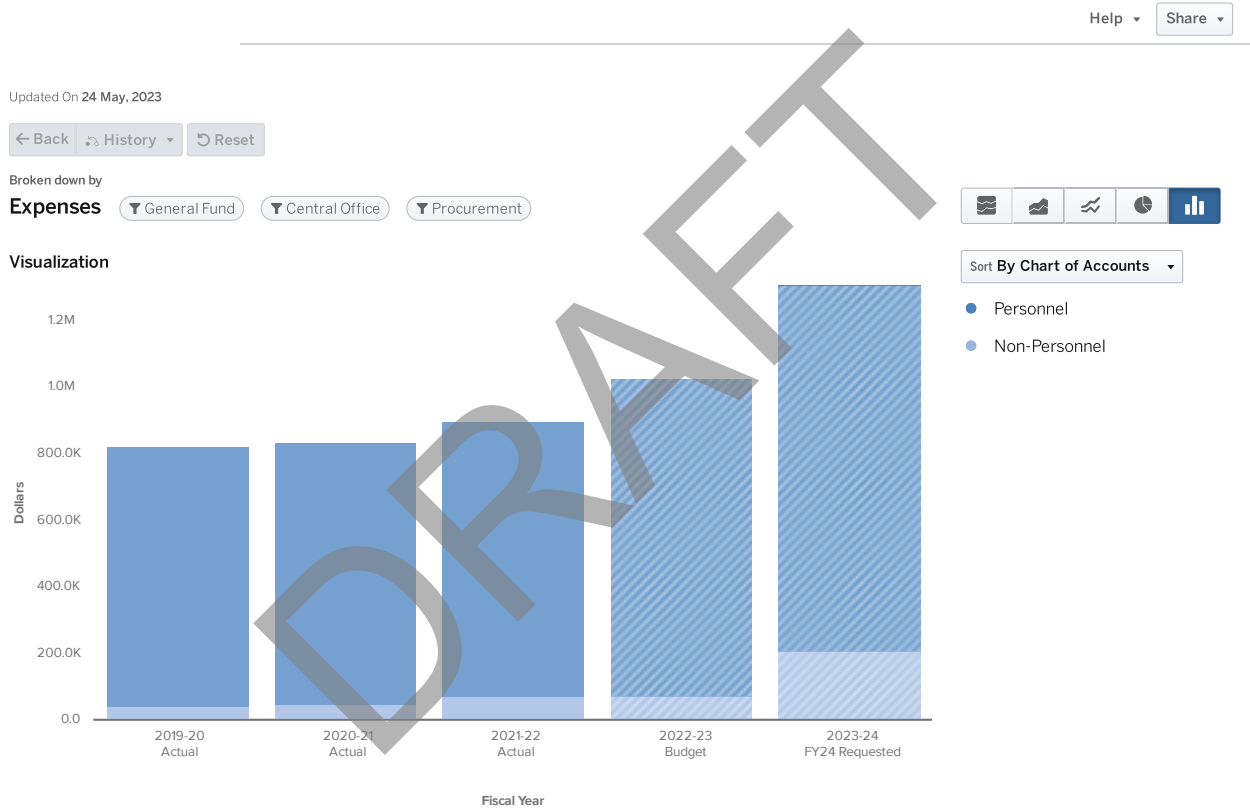 Help
Share
Updated On 24 May, 2023
Back
History
Reset
Broken down by
Expenses
General Fund
Central Office
Procurement
Visualization
Sort By Chart of Accounts
Personnel
Non-Personnel
1.2M
1.0M
800.0K
600.0K
400.0K
200.0K
0.0
Dollars
2019-20
Actual
2020-21
Actual
2021-22
Actual
2022-23
Budget
2023-24
FY24 Requested
Fiscal Year
DRAFT